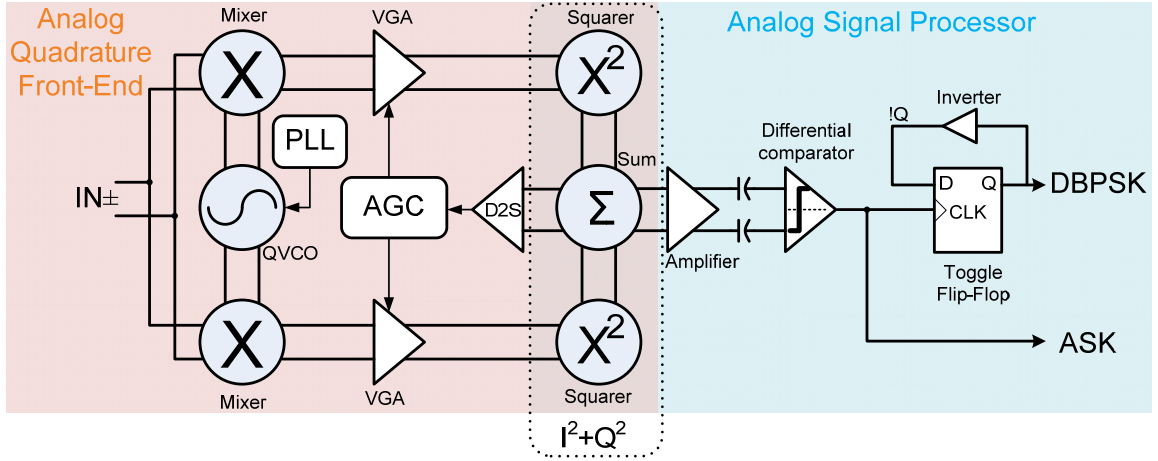 Analog
Quadrature
Front-End
Mixer
VGA
Squarer
Analog Signal Processor
X
X²
PLL
Inverter
!Q
Differential
comparator
IN±
QVCO
AGC
D2S
Sum
Σ
Amplifier
D
Q
CLK
DBPSK
Toggle
Flip-Flop
X
X²
ASK
Mixer
VGA
Squarer
I²+Q²